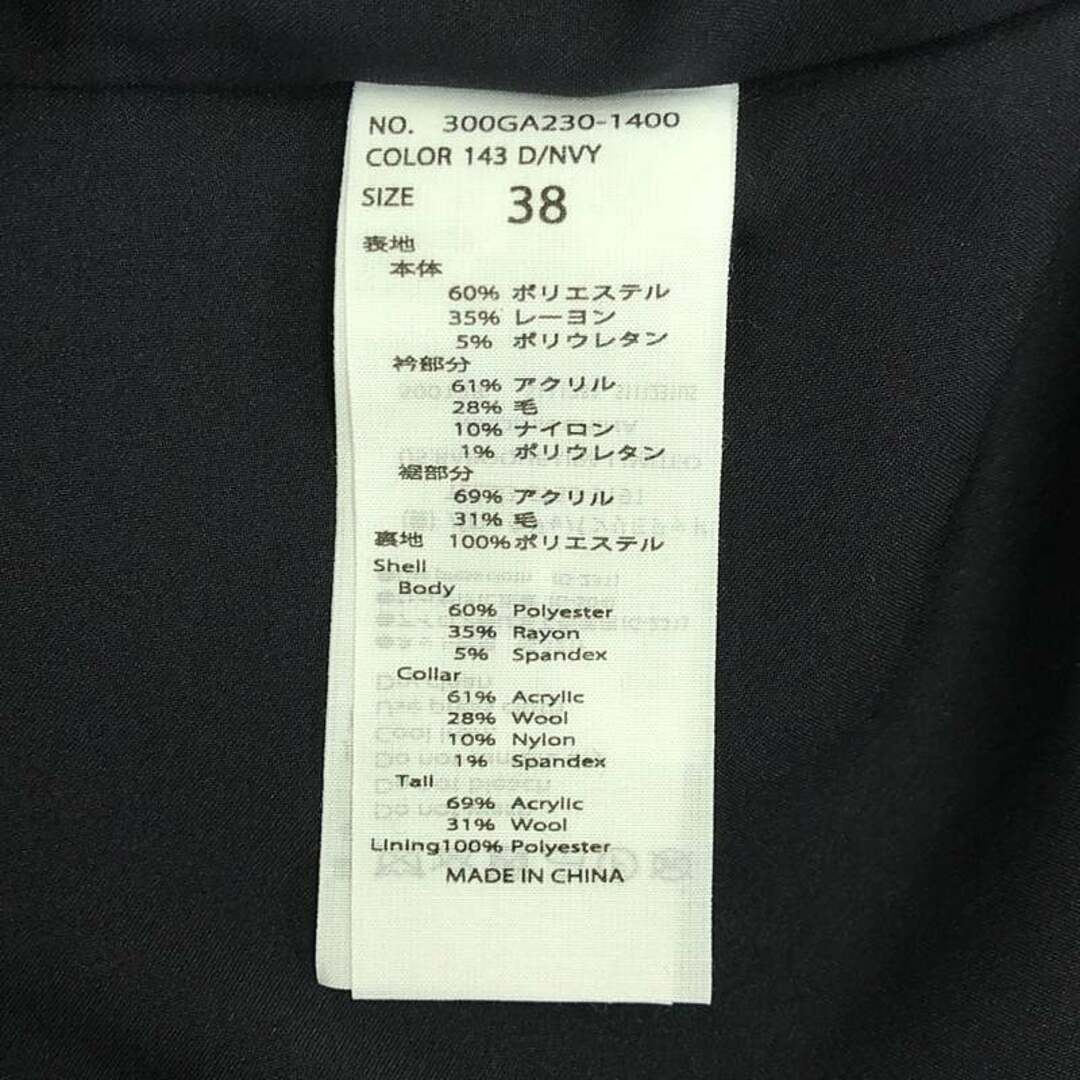 NO. 300GA230-1400
COLOR 143 D/NVY
SIZE 38
表地
本体
60% ポリエステル
35% レーヨン
5% ポリウレタン
衿部分
61% アクリル
28% 毛
10% ナイロン
1% ポリウレタン
裾部分
69% アクリル
31% 毛
裏地 100%ポリエステル
Shell
Body
60% Polyester
35% Rayon
5% Spandex
Collar
61% Acrylic
28% Wool
10% Nylon
1% Spandex
Tail
69% Acrylic
31% Wool
Lining100% Polyester
MADE IN CHINA